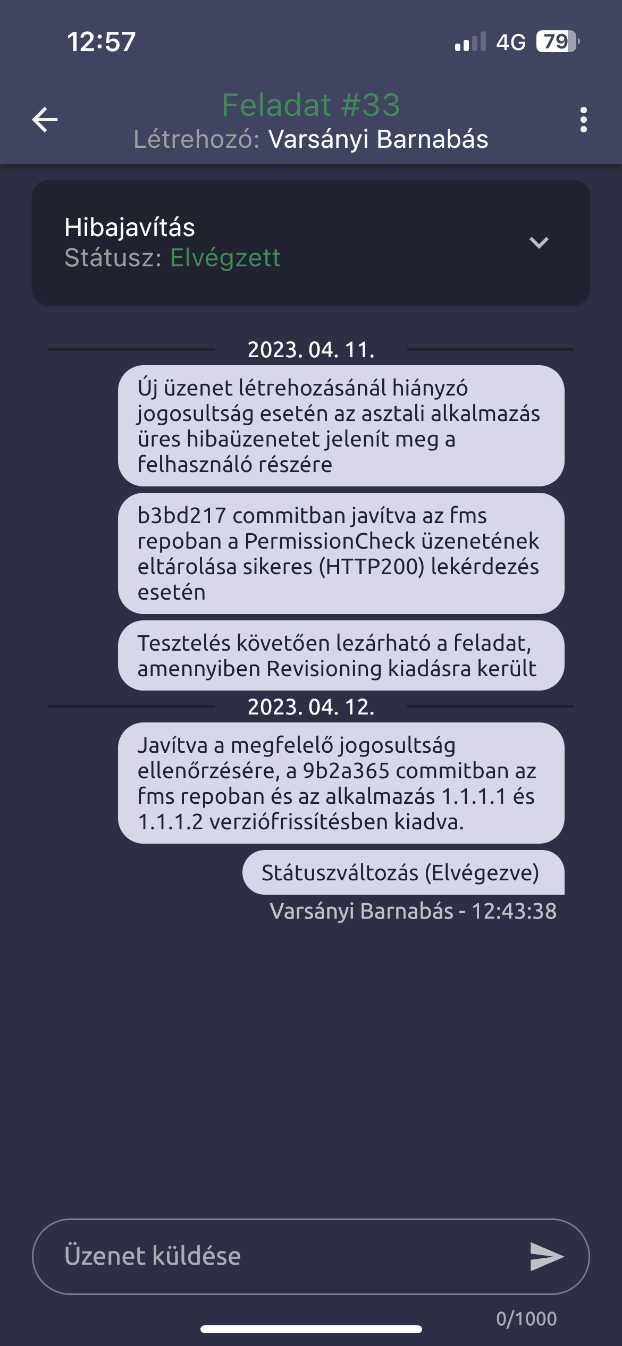 12:57
4G 79
Feladat #33
Létrehozó: Varsányi Barnabás
Hibajavítás
Státusz: Elvégzett
2023. 04. 11.
Új üzenet létrehozásánál hiányzó
jogosultság esetén az asztali alkalmazás
üres hibaüzenetet jelenít meg a
felhasználó részére
b3bd217 commitban javítva az fms
repoban a PermissionCheck üzenetének
eltárolása sikeres (HTTP200) lekérdezés
esetén
Tesztelés követően lezárható a feladat,
amennyiben Revisioning kiadásra került
2023. 04. 12.
Javítva a megfelelő jogosultság
ellenőrzésére, a 9b2a365 commitban az
fms repoban és az alkalmazás 1.1.1.1 és
1.1.1.2 verziófrissítésben kiadva.
Státuszváltozás (Elvégezve)
Varsányi Barnabás - 12:43:38
Üzenet küldése
0/1000